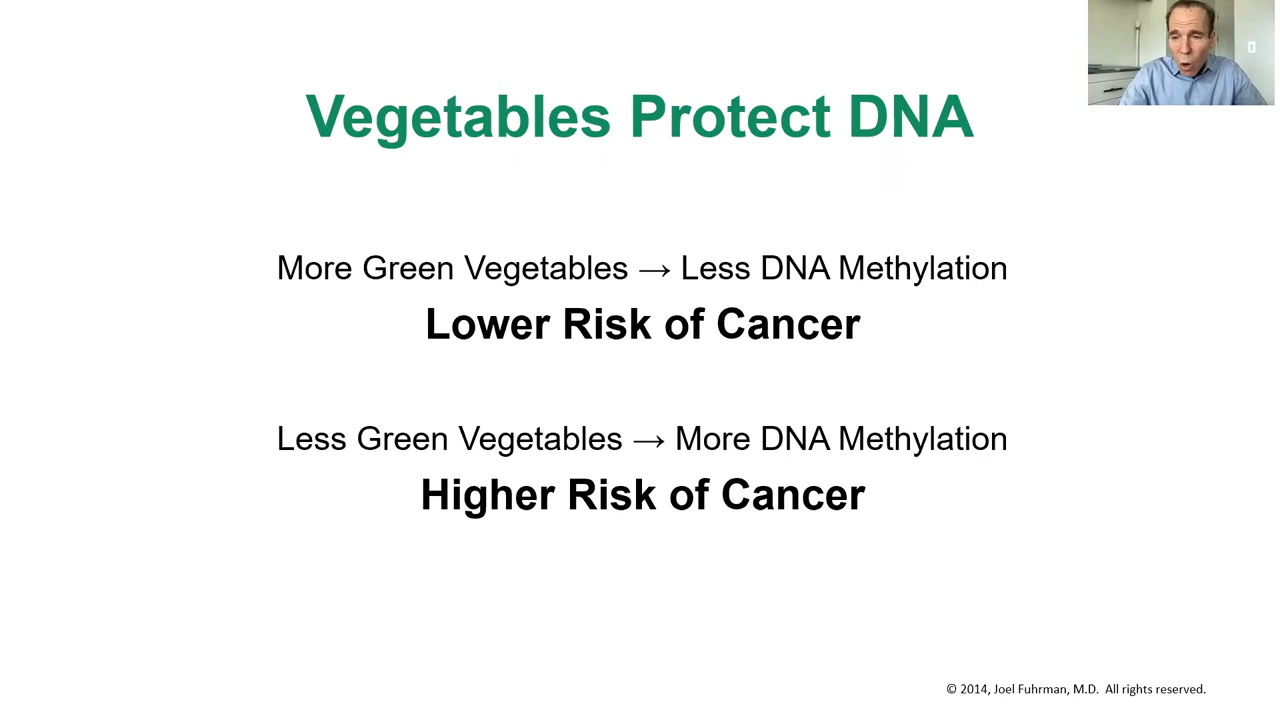 Vegetables Protect DNA
More Green Vegetables → Less DNA Methylation
Lower Risk of Cancer
Less Green Vegetables → More DNA Methylation
Higher Risk of Cancer
© 2014, Joel Fuhrman, M.D.  All rights reserved.